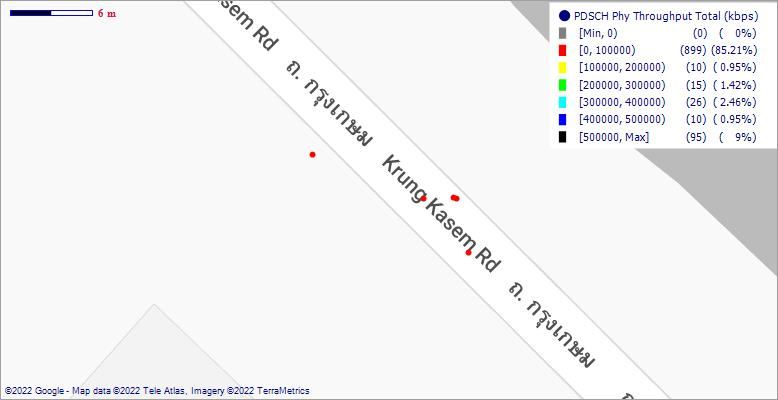 6 m
PDSCH Phy Throughput Total (kbps)
[Min, 0) (0) ( 0%)
[0, 100000) (899) (85.21%)
[100000, 200000) (10) ( 0.95%)
[200000, 300000) (15) ( 1.42%)
[300000, 400000) (26) ( 2.46%)
[400000, 500000) (10) ( 0.95%)
[500000, Max] (95) ( 9%)
sem Rd
ถ. กรุงเกษม
Krung Kasem Rd
ถ. กรุงเกษม
©2022 Google - Map data ©2022 Tele Atlas, Imagery ©2022 TerraMetrics